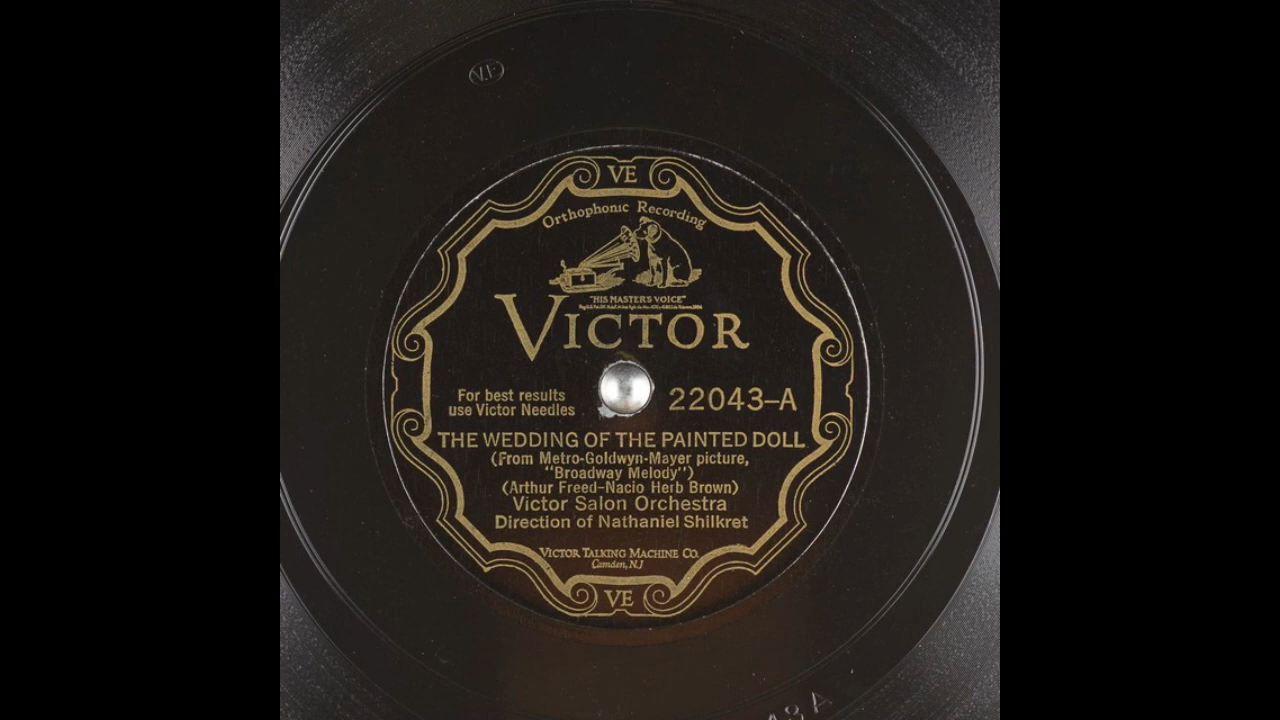 VE
VE
Orthophonic Recording
"HIS MASTER'S VOICE"
VICTOR
For best results
use Victor Needles
22043–A
THE WEDDING OF THE PAINTED DOLL
(From Metro-Goldwyn-Mayer picture,
"Broadway Melody")
(Arthur Freed–Nacio Herb Brown)
Victor Salon Orchestra
Direction of Nathaniel Shilkret
VICTOR TALKING MACHINE CO.
Camden, N.J
VE
43 A